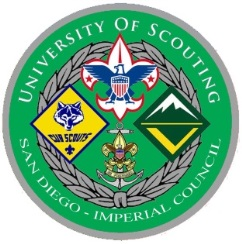 UNIVERSITY OF SCOUTING
CUB SCOUTS
SAN DIEGO - IMPERIAL COUNCIL